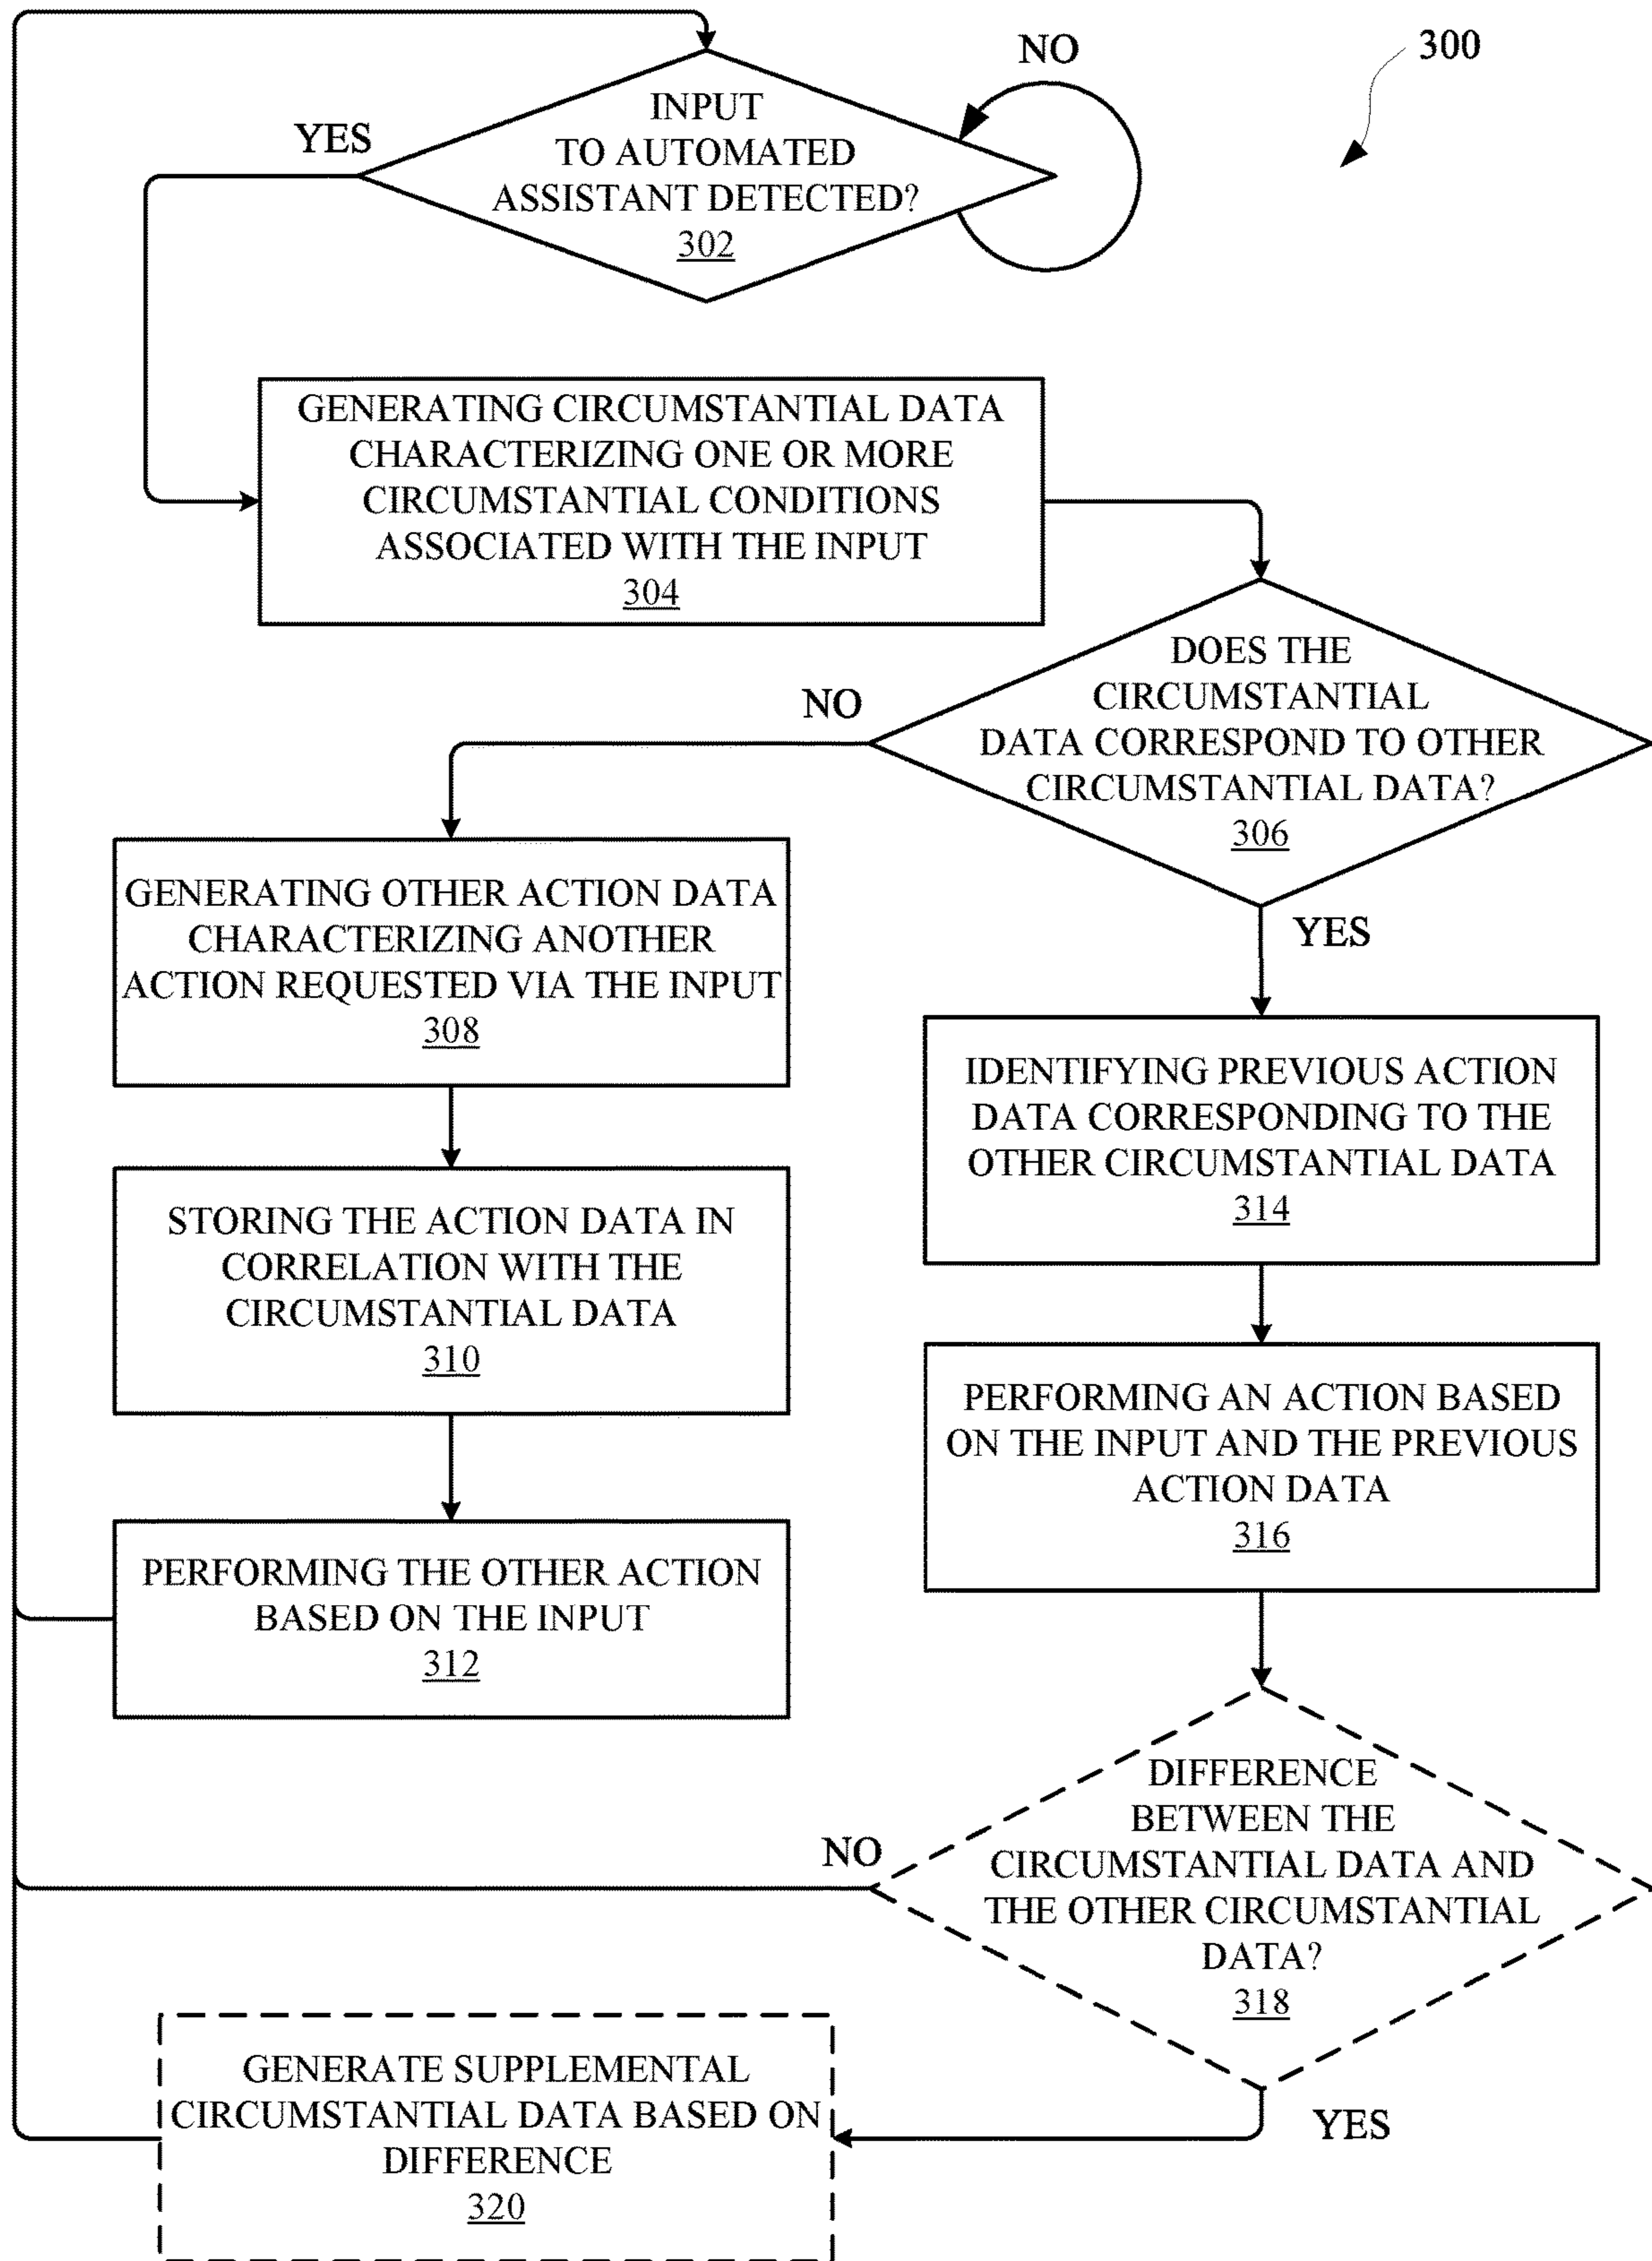 300
NO
YES
INPUT
TO AUTOMATED
ASSISTANT DETECTED?
302
GENERATING CIRCUMSTANTIAL DATA
CHARACTERIZING ONE OR MORE
CIRCUMSTANTIAL CONDITIONS
ASSOCIATED WITH THE INPUT
304
DOES THE
CIRCUMSTANTIAL
DATA CORRESPOND TO OTHER
CIRCUMSTANTIAL DATA?
306
NO
YES
GENERATING OTHER ACTION DATA
CHARACTERIZING ANOTHER
ACTION REQUESTED VIA THE INPUT
308
STORING THE ACTION DATA IN
CORRELATION WITH THE
CIRCUMSTANTIAL DATA
310
PERFORMING THE OTHER ACTION
BASED ON THE INPUT
312
IDENTIFYING PREVIOUS ACTION
DATA CORRESPONDING TO THE
OTHER CIRCUMSTANTIAL DATA
314
PERFORMING AN ACTION BASED
ON THE INPUT AND THE PREVIOUS
ACTION DATA
316
DIFFERENCE
BETWEEN THE
CIRCUMSTANTIAL DATA AND
THE OTHER CIRCUMSTANTIAL
DATA?
318
NO
YES
GENERATE SUPPLEMENTAL
CIRCUMSTANTIAL DATA BASED ON
DIFFERENCE
320